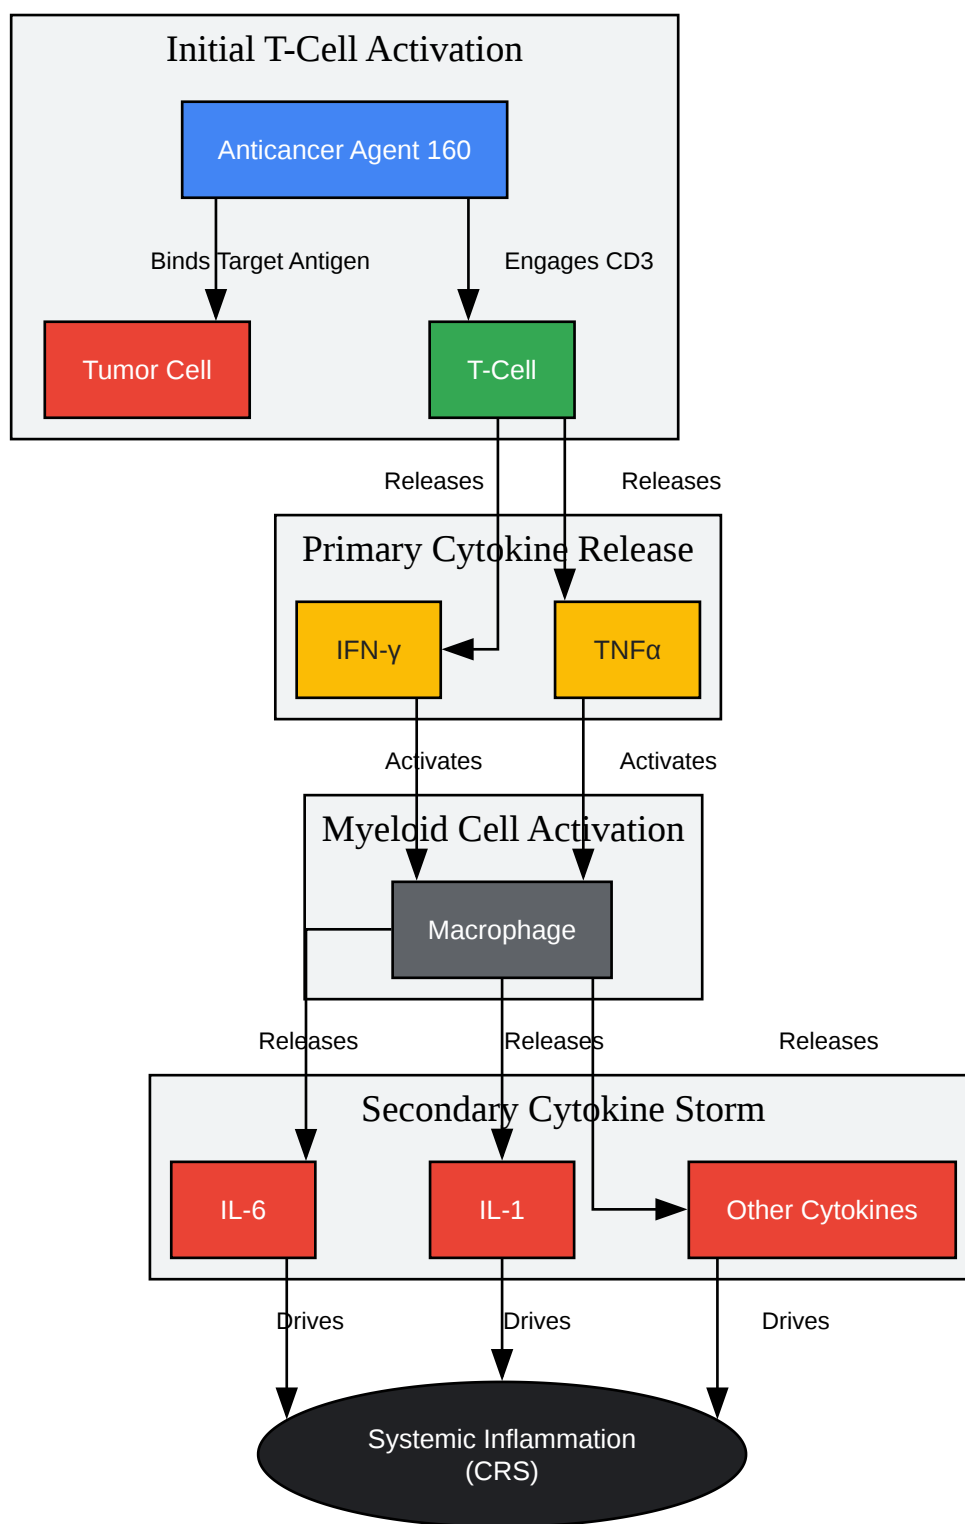 Initial T-Cell Activation
Anticancer Agent 160
Binds Target Antigen
Engages CD3
Tumor Cell
T-Cell
Releases
Releases
Primary Cytokine Release
IFN-γ
TNFα
Activates
Activates
Myeloid Cell Activation
Macrophage
Releases
Releases
Releases
Secondary Cytokine Storm
IL-6
IL-1
Other Cytokines
Drives
Drives
Drives
Systemic Inflammation
(CRS)